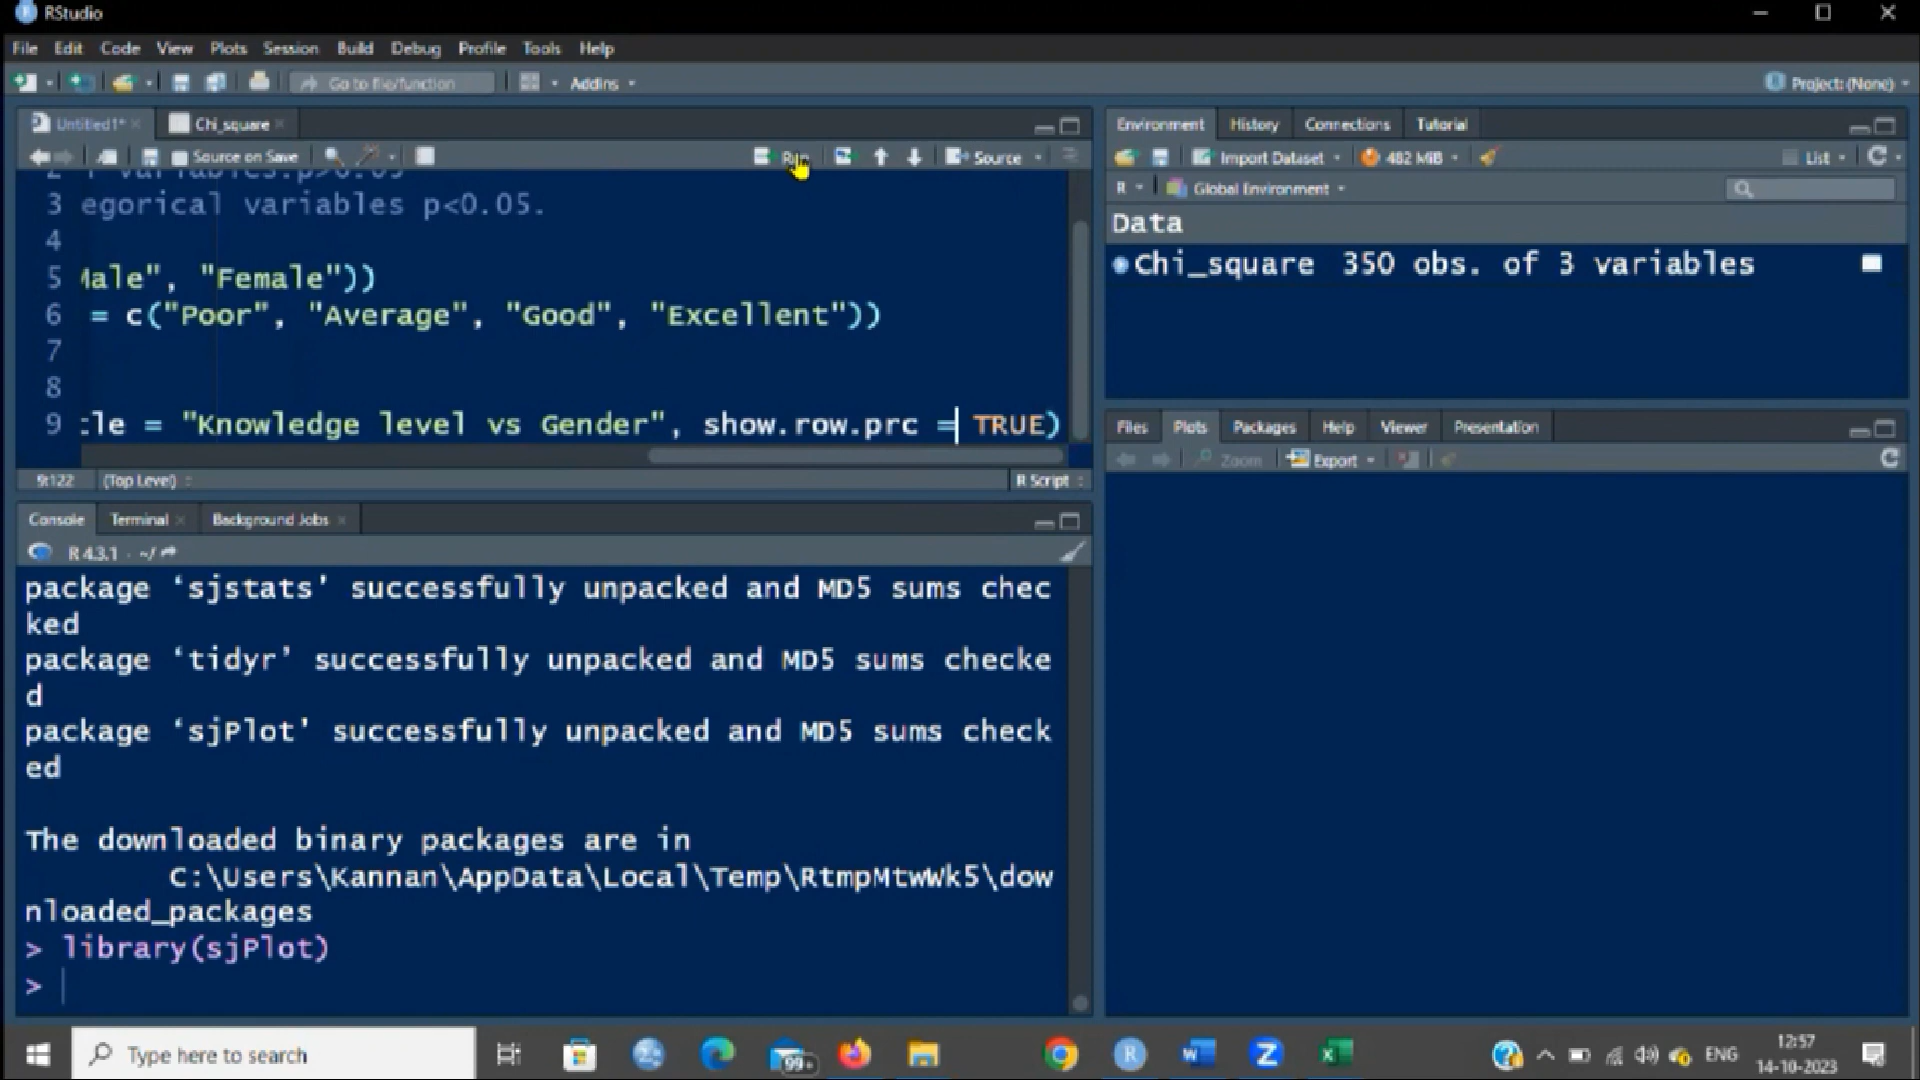 RStudio
File Edit Code View Plots Session Build Debug Profile Tools Help
Go to file/function Addins Project: (None)
Untitled1* Chi_square
Source on Save Run Source
2 variables.p>0.05
3 egorical variables p<0.05.
4
5 Male", "Female"))
6 = c("Poor", "Average", "Good", "Excellent"))
7
8
9 tle = "Knowledge level vs Gender", show.row.prc = TRUE)
9:122 (Top Level) R Script
Console Terminal Background Jobs
R 4.3.1 · ~/
package ‘sjstats’ successfully unpacked and MD5 sums chec
ked
package ‘tidyr’ successfully unpacked and MD5 sums checke
d
package ‘sjPlot’ successfully unpacked and MD5 sums check
ed
The downloaded binary packages are in
C:\Users\Kannan\AppData\Local\Temp\RtmpMtwWk5\dow
nloaded_packages
> library(sjPlot)
>
Environment History Connections Tutorial
Import Dataset 482 MiB List
R Global Environment
Data
Chi_square 350 obs. of 3 variables
Files Plots Packages Help Viewer Presentation
Zoom Export
Type here to search
99+
ENG
12:57
14-10-2023